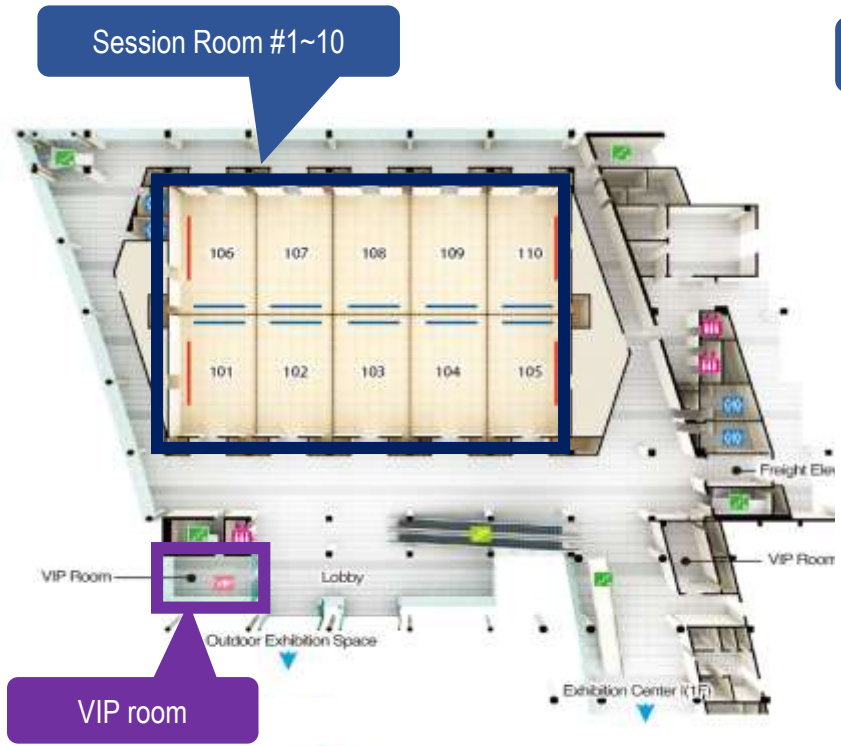 Session Room #1~10
106 107 108 109 110
101 102 103 104 105
Freight Ele
VIP Room
VIP
Lobby
VIP Room
Outdoor Exhibition Space
Exhibition Center I(1F)
VIP room